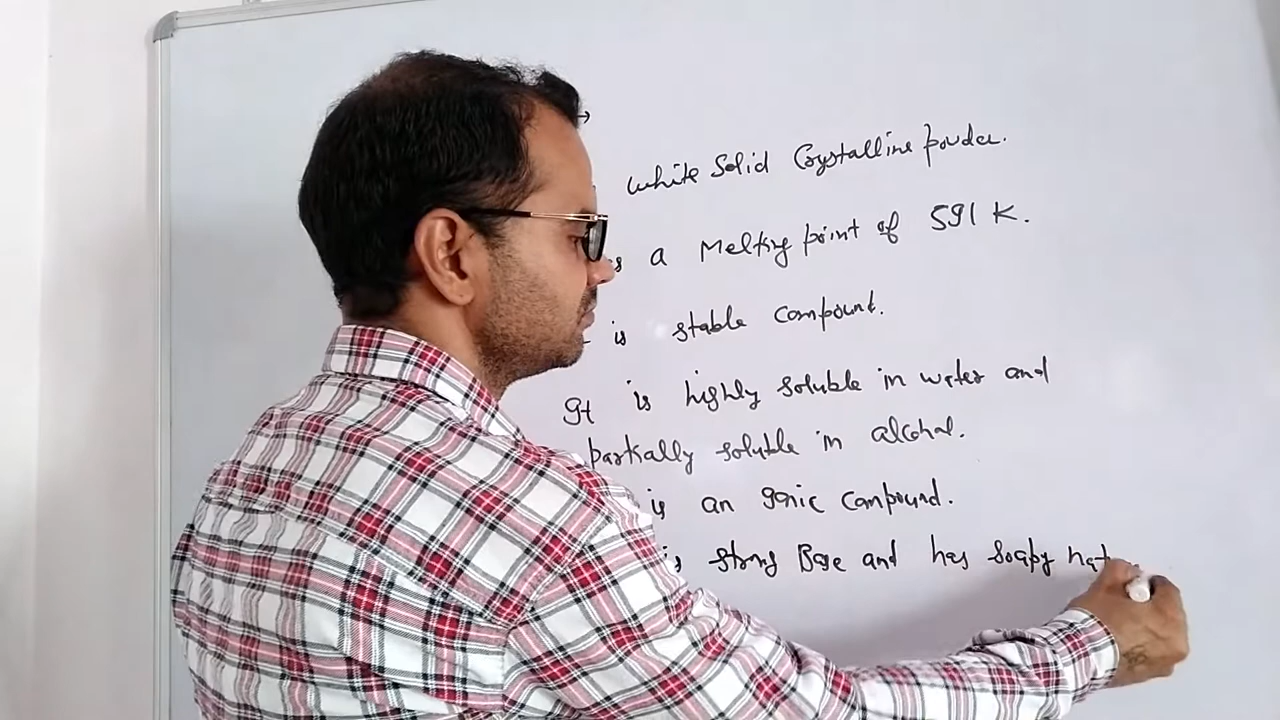 white Solid Crystalline powder.
s a Melting point of 591 K.
is stable compound.
It is highly soluble in water and
partially soluble in alcohol.
is an ionic compound.
is strong Base and has soapy nat